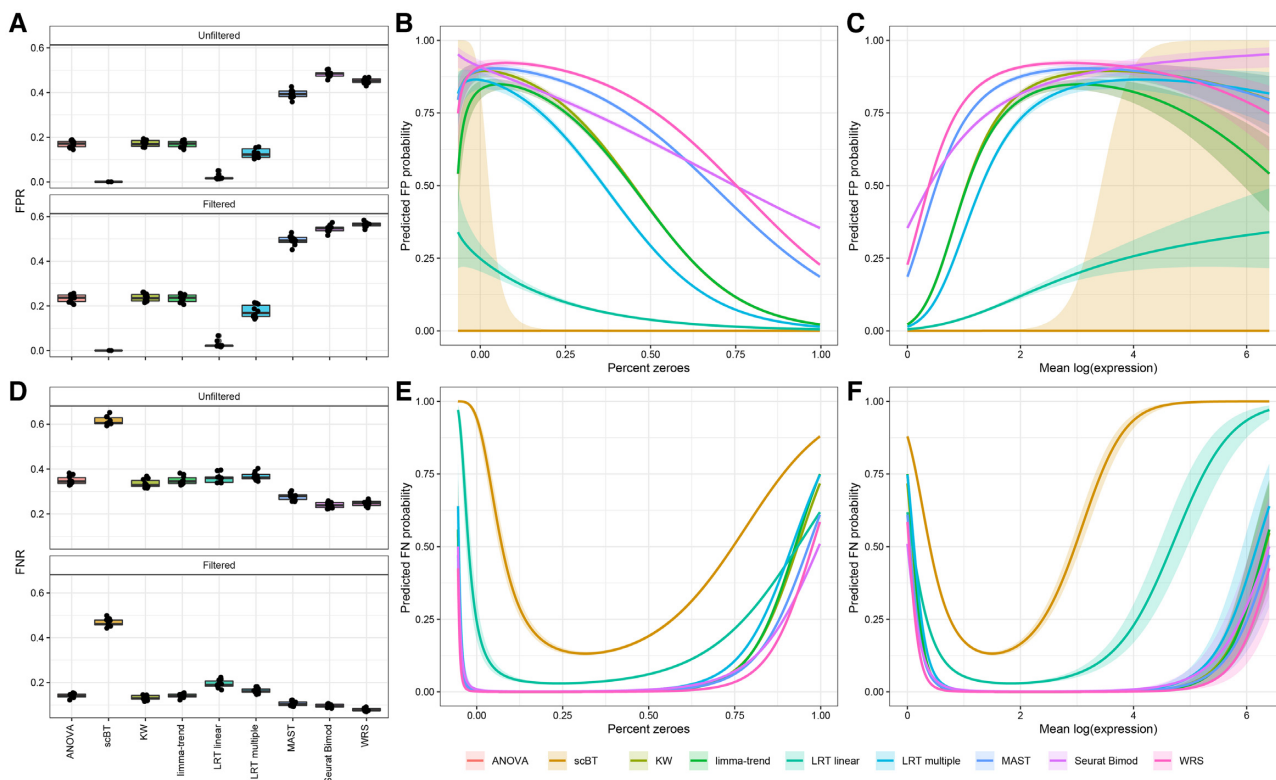 A
Unfiltered
0.6
0.4
0.2
0.0
FPR
Filtered
0.6
0.4
0.2
0.0
B
1.00
0.75
0.50
0.25
0.00
Predicted FP probability
0.00 0.25 0.50 0.75 1.00
Percent zeroes
C
1.00
0.75
0.50
0.25
0.00
Predicted FP probability
0 2 4 6
Mean log(expression)
D
Unfiltered
0.6
0.4
0.2
FNR
Filtered
0.6
0.4
0.2
ANOVA
scBT
KW
limma-trend
LRT linear
LRT multiple
MAST
Seurat Bimod
WRS
E
1.00
0.75
0.50
0.25
0.00
Predicted FN probability
0.00 0.25 0.50 0.75 1.00
Percent zeroes
F
1.00
0.75
0.50
0.25
0.00
Predicted FN probability
0 2 4 6
Mean log(expression)
ANOVA scBT KW limma-trend LRT linear LRT multiple MAST Seurat Bimod WRS